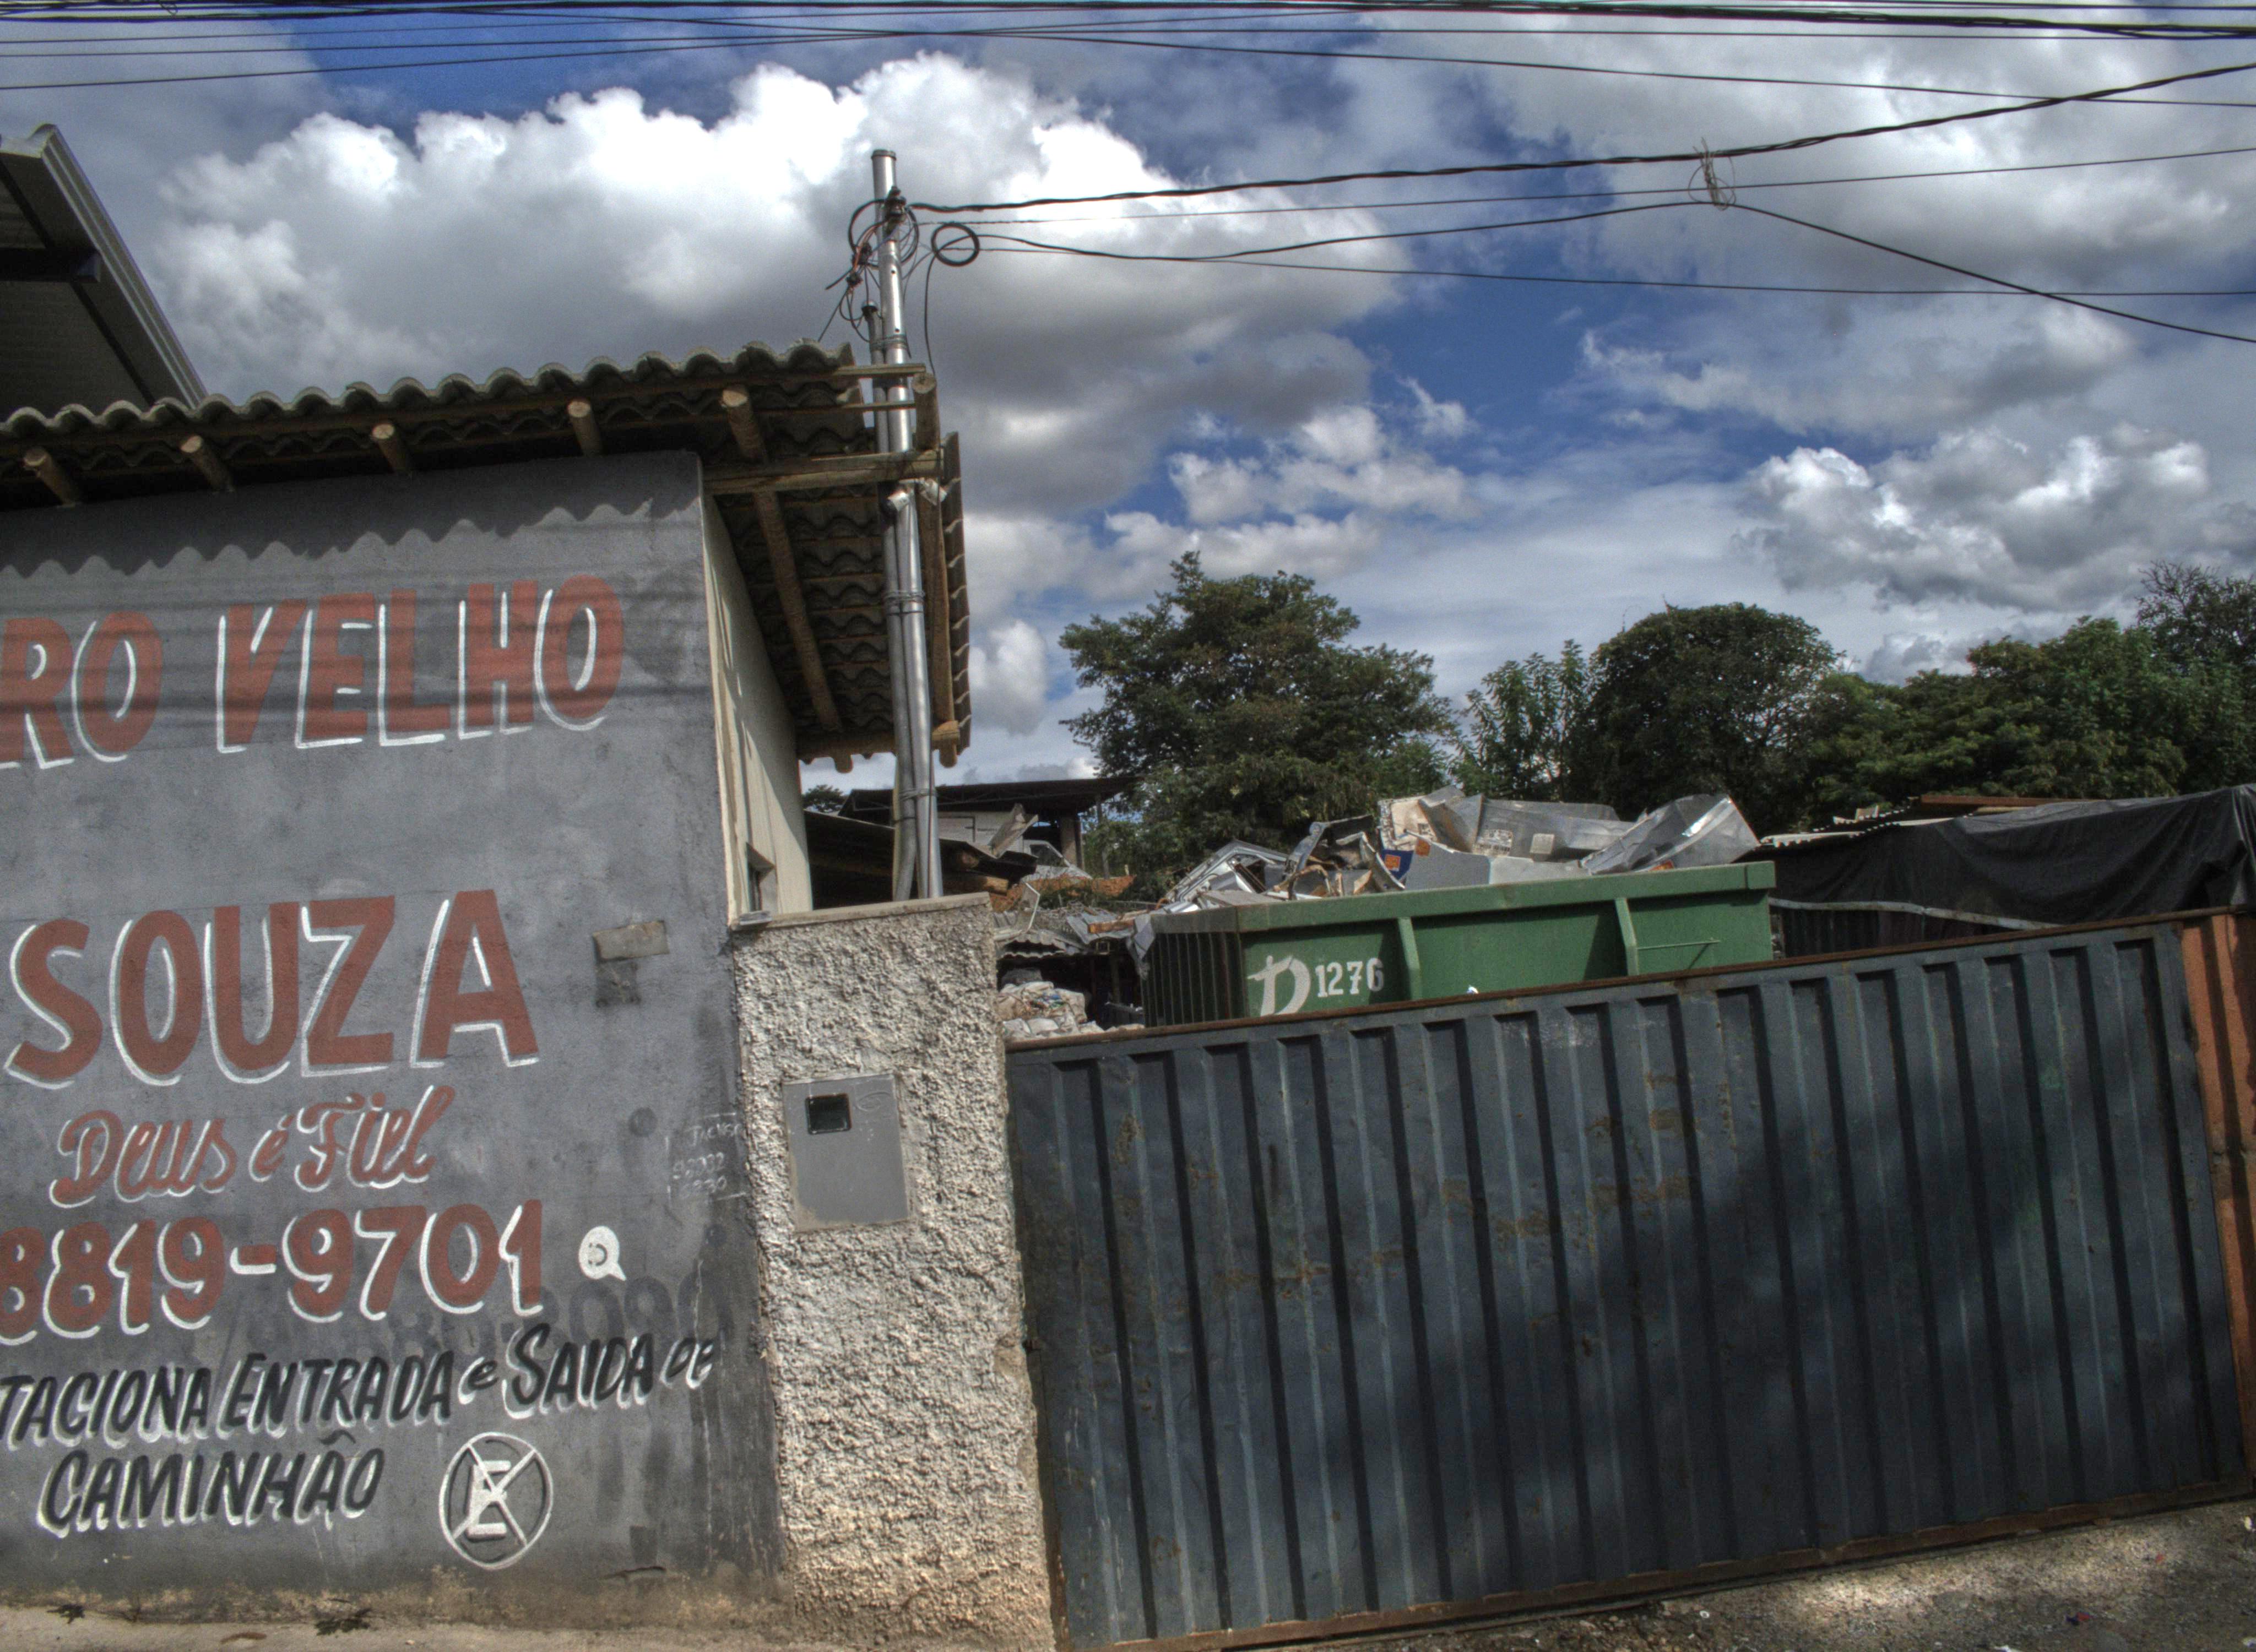 RO VELHO
SOUZA
Deus é Fiel
8819-9701
TACIONA ENTRADA e SAIDA DE
CAMINHÃO
E
D 1276